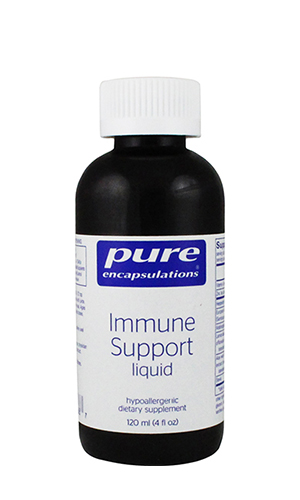 pure
encapsulations
Immune
Support
liquid
hypoallergenic
dietary supplement
120 ml (4 fl oz)